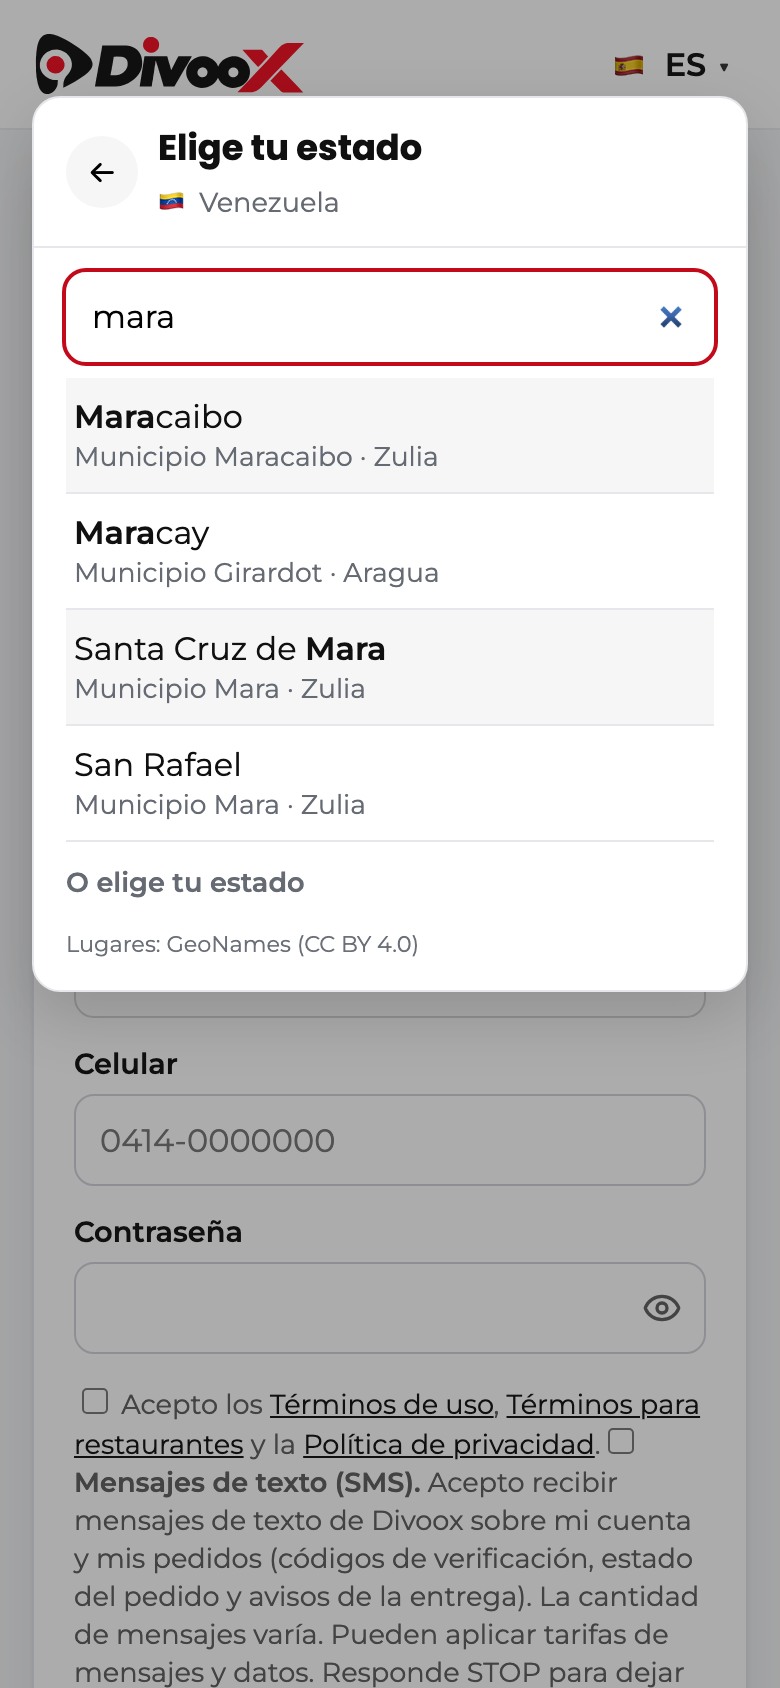 DivooX
ES
Elige tu estado
Venezuela
mara
Maracaibo
Municipio Maracaibo · Zulia
Maracay
Municipio Girardot · Aragua
Santa Cruz de Mara
Municipio Mara · Zulia
San Rafael
Municipio Mara · Zulia
O elige tu estado
Lugares: GeoNames (CC BY 4.0)
Celular
0414-0000000
Contraseña
Acepto los Términos de uso, Términos para
restaurantes y la Política de privacidad.
Mensajes de texto (SMS). Acepto recibir
mensajes de texto de Divoox sobre mi cuenta
y mis pedidos (códigos de verificación, estado
del pedido y avisos de la entrega). La cantidad
de mensajes varía. Pueden aplicar tarifas de
mensajes y datos. Responde STOP para dejar